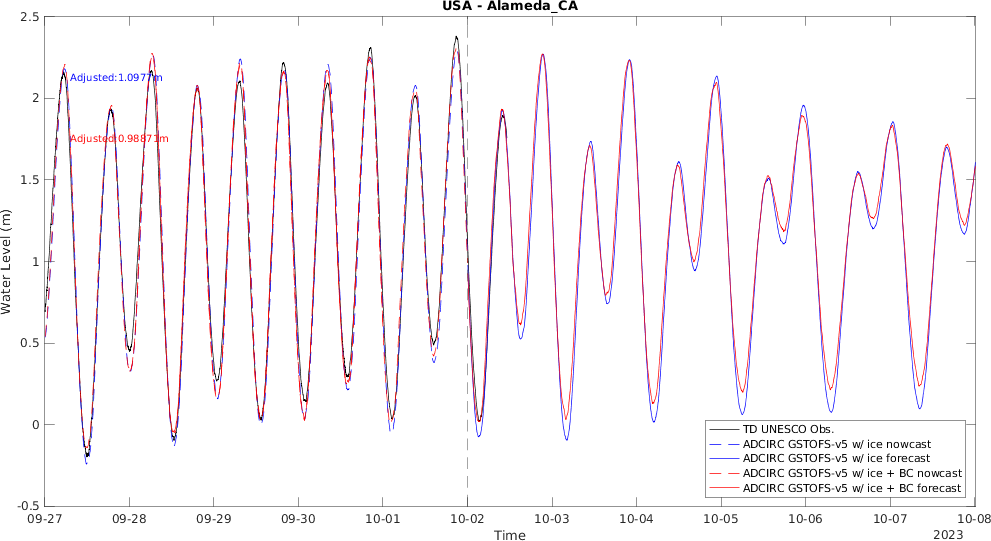 USA - Alameda_CA
2.5
2
1.5
1
0.5
0
-0.5
Water Level (m)
Adjusted:1.0977m
Adjusted:0.98871m
TD UNESCO Obs.
ADCIRC GSTOFS-v5 w/ ice nowcast
ADCIRC GSTOFS-v5 w/ ice forecast
ADCIRC GSTOFS-v5 w/ ice + BC nowcast
ADCIRC GSTOFS-v5 w/ ice + BC forecast
09-27 09-28 09-29 09-30 10-01 10-02 10-03 10-04 10-05 10-06 10-07 10-08
Time
2023